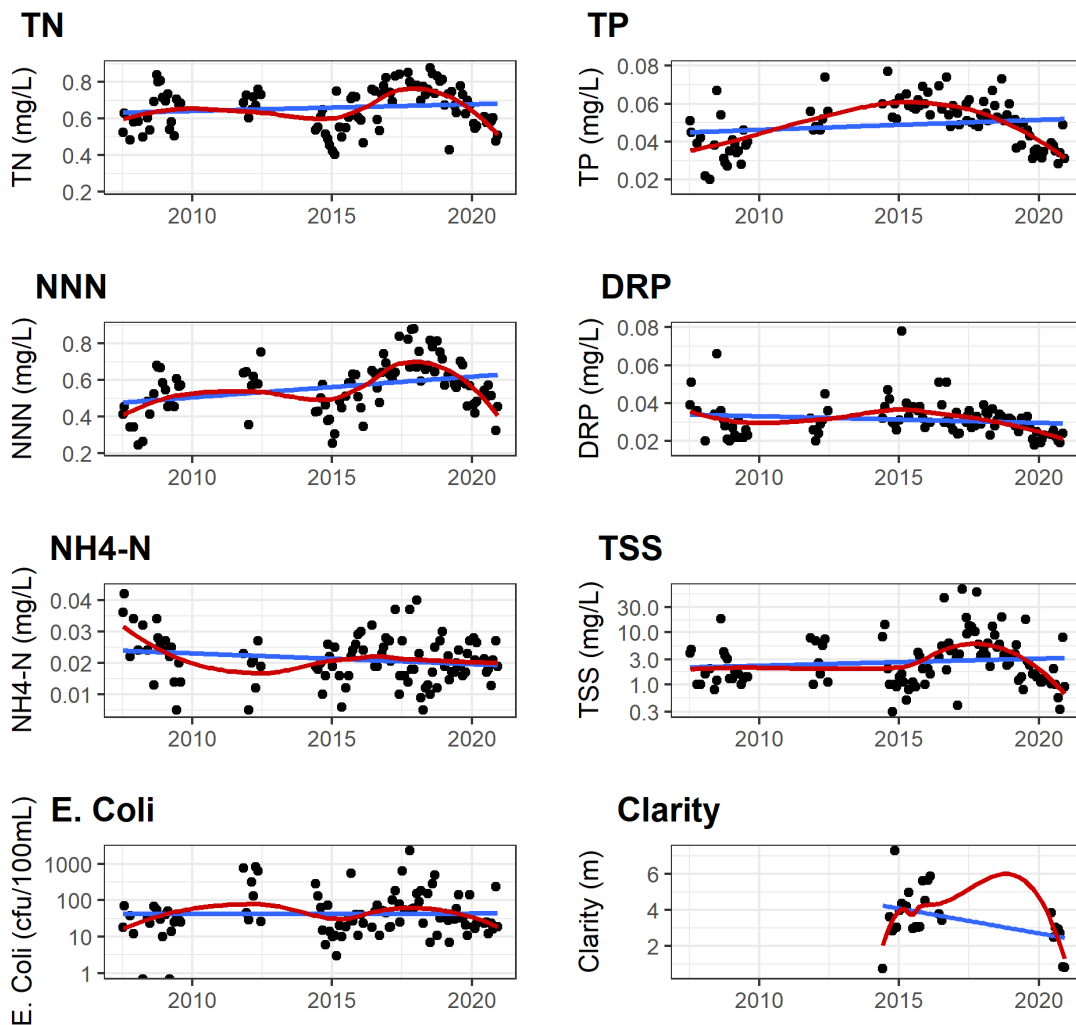 TN
TN (mg/L)
0.8
0.6
0.4
0.2
2010 2015 2020
TP
TP (mg/L)
0.08
0.06
0.04
0.02
2010 2015 2020
NNN
NNN (mg/L)
0.8
0.6
0.4
0.2
2010 2015 2020
DRP
DRP (mg/L)
0.08
0.06
0.04
0.02
2010 2015 2020
NH4-N
NH4-N (mg/L)
0.04
0.03
0.02
0.01
2010 2015 2020
TSS
TSS (mg/L)
30.0
10.0
3.0
1.0
0.3
2010 2015 2020
E. Coli
E. Coli (cfu/100mL)
1000
100
10
1
2010 2015 2020
Clarity
Clarity (m)
6
4
2
2010 2015 2020